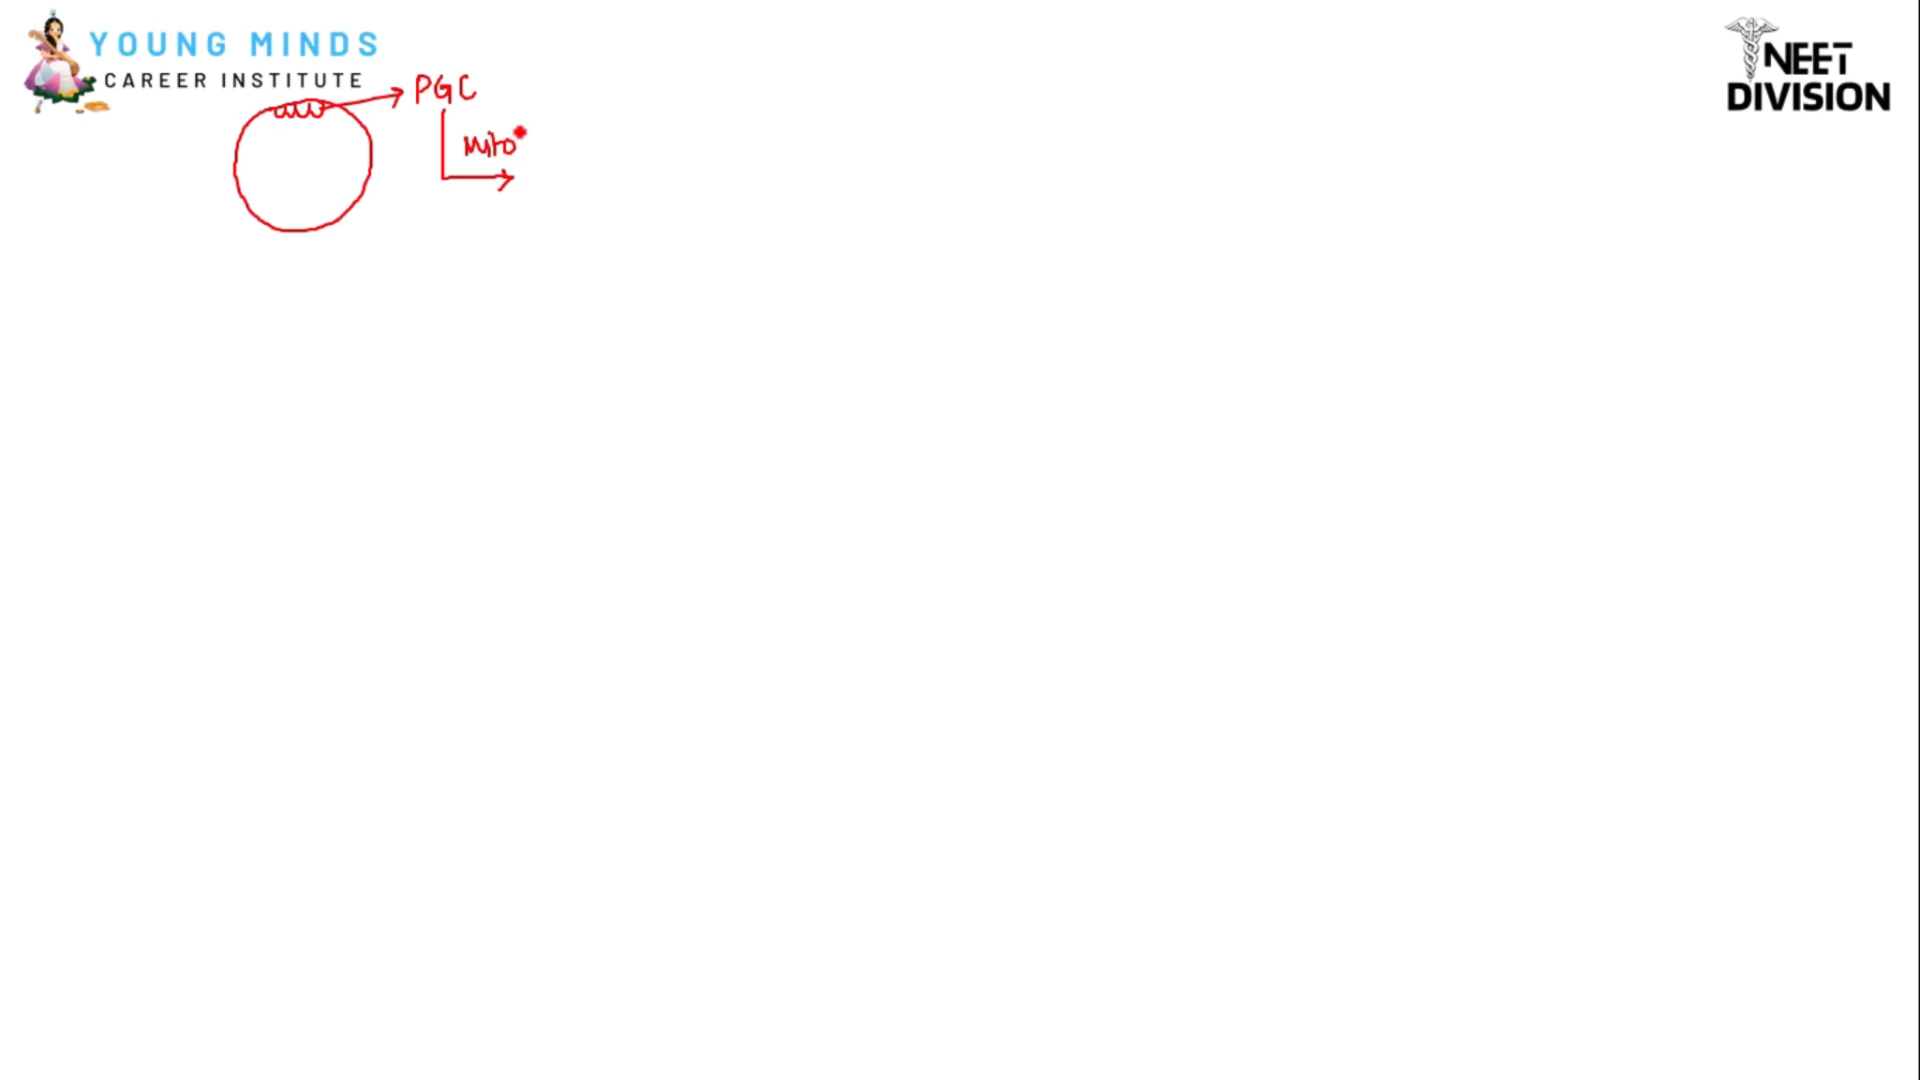 YOUNG MINDS
CAREER INSTITUTE
NEET
DIVISION
PGC
Mito